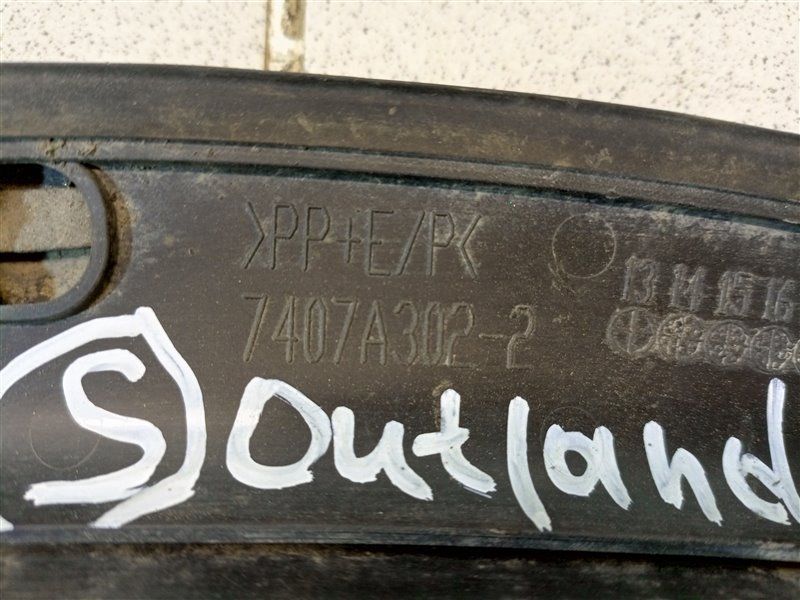 >PP+E/P<
13 14 15 16
7407A302-2
(S) Outland